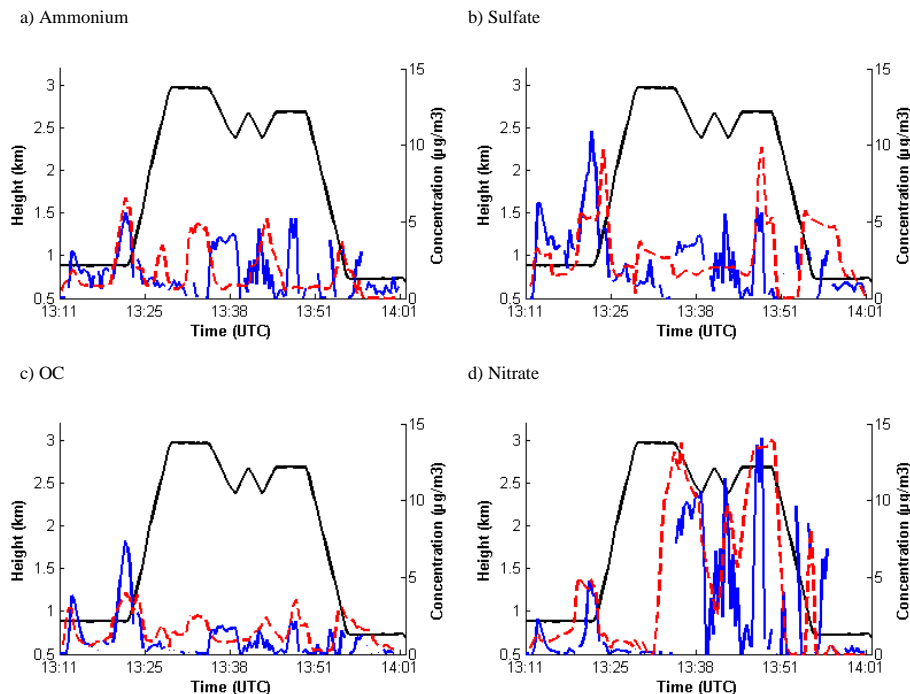 a) Ammonium
b) Sulfate
3
2.5
2
1.5
1
0.5
Height (km)
15
10
5
0
Concentration (µg/m3)
13:11 13:25 13:38 13:51 14:01
Time (UTC)
3
2.5
2
1.5
1
0.5
Height (km)
15
10
5
0
Concentration (µg/m3)
13:11 13:25 13:38 13:51 14:01
Time (UTC)
c) OC
d) Nitrate
3
2.5
2
1.5
1
0.5
Height (km)
15
10
5
0
Concentration (µg/m3)
13:11 13:25 13:38 13:51 14:01
Time (UTC)
3
2.5
2
1.5
1
0.5
Height (km)
15
10
5
0
Concentration (µg/m3)
13:11 13:25 13:38 13:51 14:01
Time (UTC)